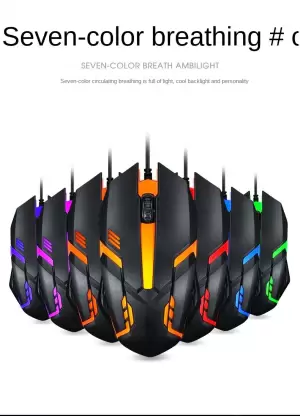 Seven-color breathing # c
SEVEN-COLOR BREATH AMBILIGHT
Seven-color circulating breathing is full of light, cool backlight and personality